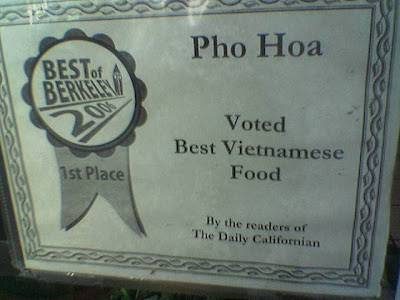 BEST of
BERKELEY
2006
1st Place
Pho Hoa
Voted
Best Vietnamese
Food
By the readers of
The Daily Californian